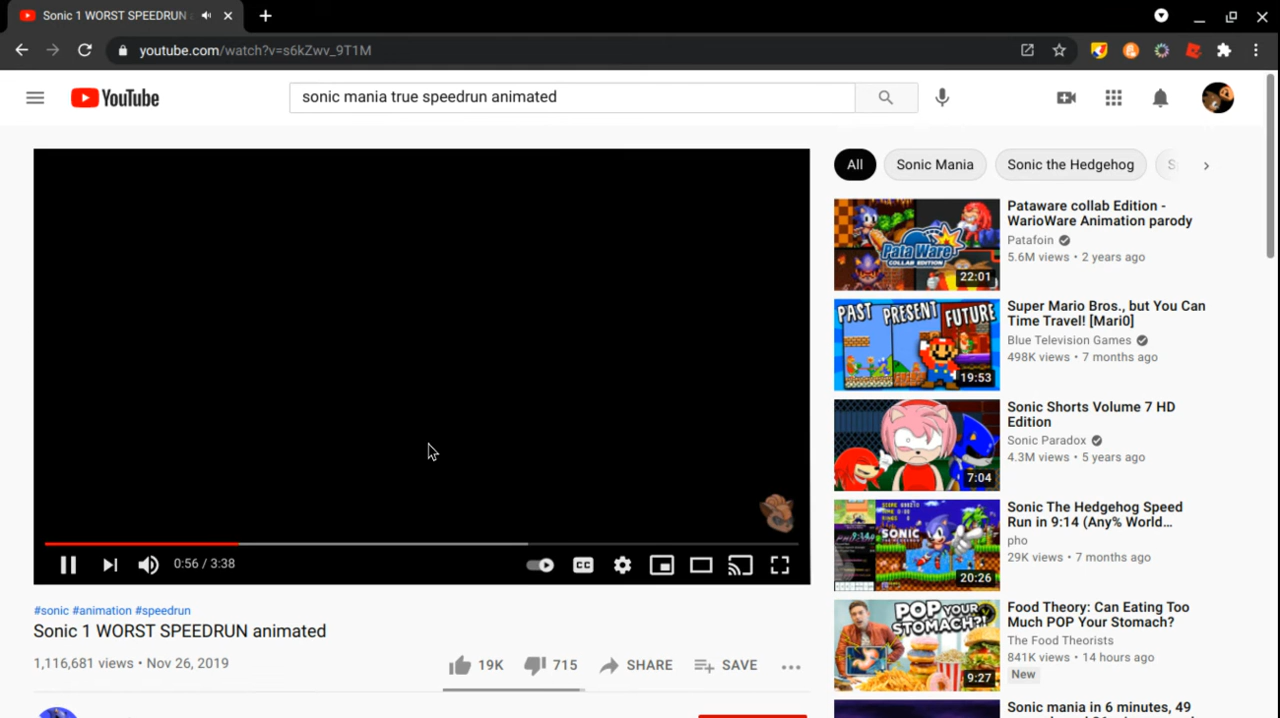 Sonic 1 WORST SPEEDRUN
youtube.com/watch?v=s6kZwv_9T1M
YouTube
sonic mania true speedrun animated
All
Sonic Mania
Sonic the Hedgehog
S
0:56 / 3:38
CC
#sonic #animation #speedrun
Sonic 1 WORST SPEEDRUN animated
1,116,681 views • Nov 26, 2019
19K
715
SHARE
SAVE
Pata Ware
COLLAB EDITION
22:01
Pataware collab Edition -
WarioWare Animation parody
Patafoin
5.6M views • 2 years ago
PAST PRESENT FUTURE
19:53
Super Mario Bros., but You Can
Time Travel! [Mari0]
Blue Television Games
498K views • 7 months ago
7:04
Sonic Shorts Volume 7 HD
Edition
Sonic Paradox
4.3M views • 5 years ago
SONIC
20:26
Sonic The Hedgehog Speed
Run in 9:14 (Any% World...
pho
29K views • 7 months ago
POP YOUR
STOMACH?!
9:27
Food Theory: Can Eating Too
Much POP Your Stomach?
The Food Theorists
841K views • 14 hours ago
New
Sonic mania in 6 minutes, 49